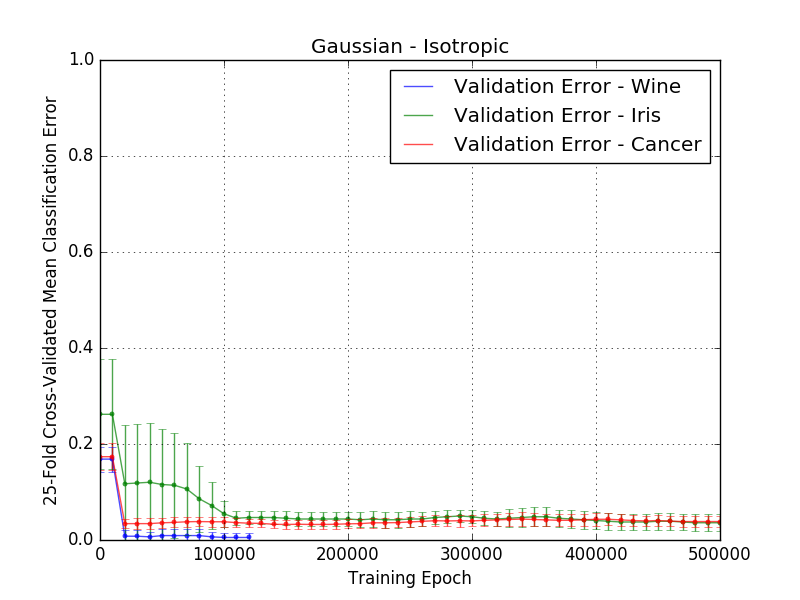 Gaussian - Isotropic
1.0
0.8
0.6
0.4
0.2
0.0
25-Fold Cross-Validated Mean Classification Error
Validation Error - Wine
Validation Error - Iris
Validation Error - Cancer
0 100000 200000 300000 400000 500000
Training Epoch